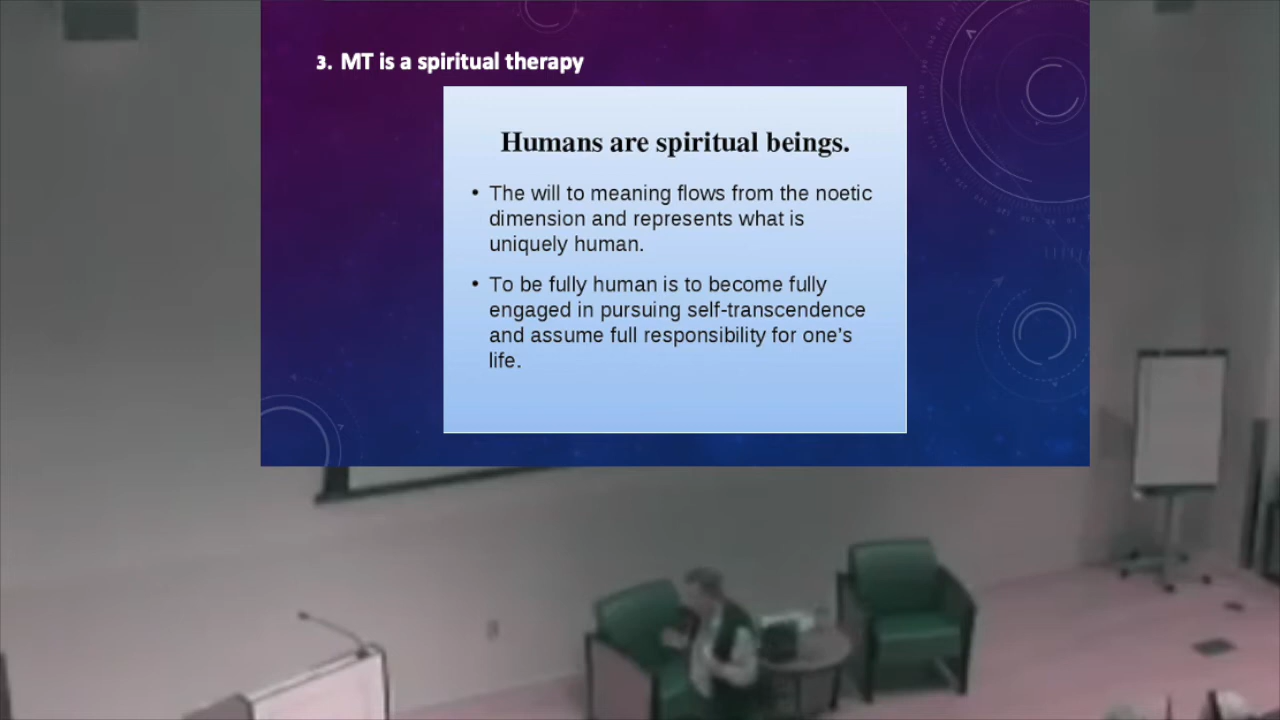 3. MT is a spiritual therapy
Humans are spiritual beings.
• The will to meaning flows from the noetic
dimension and represents what is
uniquely human.
• To be fully human is to become fully
engaged in pursuing self-transcendence
and assume full responsibility for one's
life.